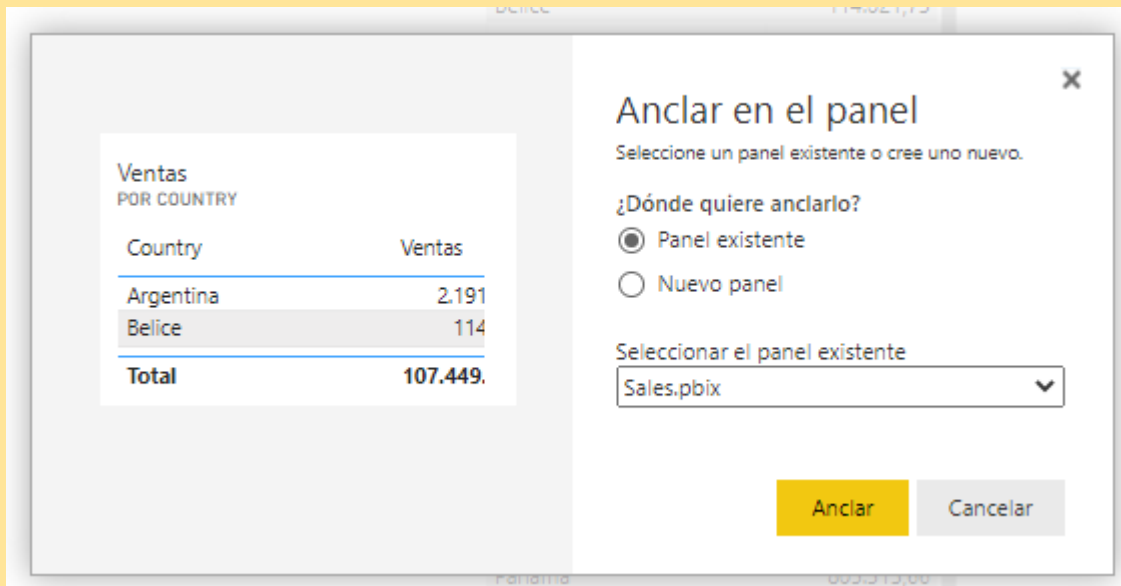 Ventas
POR COUNTRY
Country Ventas
Argentina 2.191
Belice 114
Total 107.449.
Anclar en el panel
Seleccione un panel existente o cree uno nuevo.
¿Dónde quiere anclarlo?
Panel existente
Nuevo panel
Seleccionar el panel existente
Sales.pbix
Anclar Cancelar